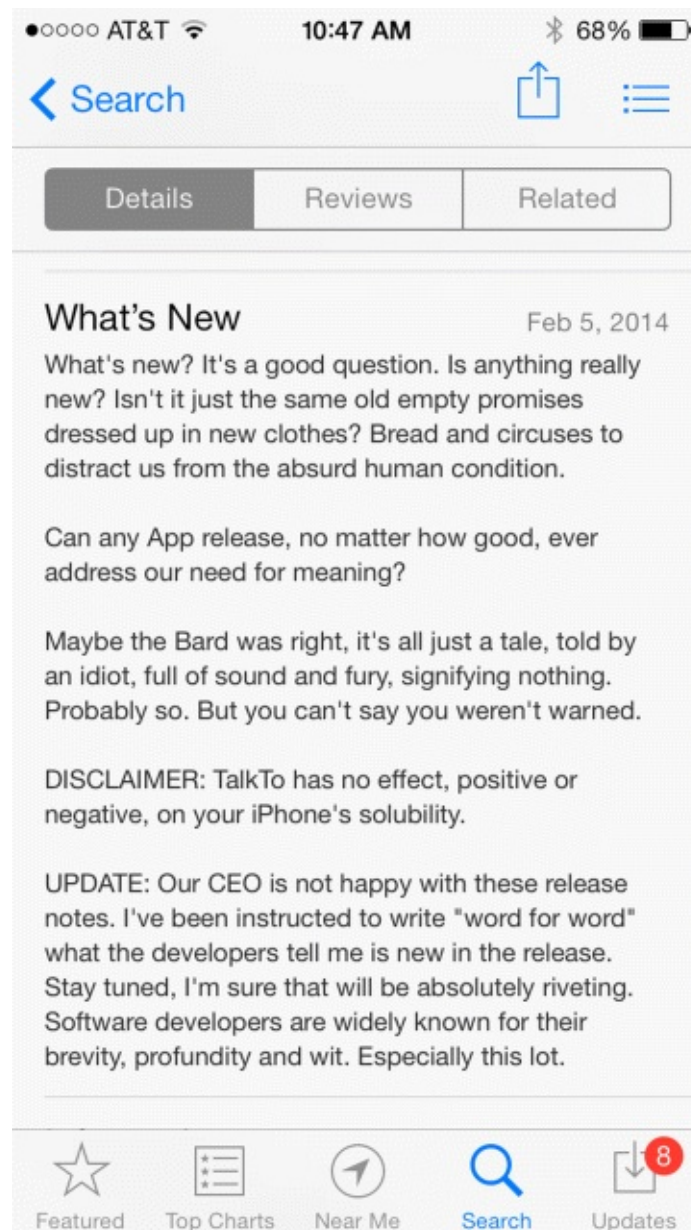 AT&T 10:47 AM 68%
Search
Details Reviews Related
What's New Feb 5, 2014
What's new? It's a good question. Is anything really
new? Isn't it just the same old empty promises
dressed up in new clothes? Bread and circuses to
distract us from the absurd human condition.
Can any App release, no matter how good, ever
address our need for meaning?
Maybe the Bard was right, it's all just a tale, told by
an idiot, full of sound and fury, signifying nothing.
Probably so. But you can't say you weren't warned.
DISCLAIMER: TalkTo has no effect, positive or
negative, on your iPhone's solubility.
UPDATE: Our CEO is not happy with these release
notes. I've been instructed to write "word for word"
what the developers tell me is new in the release.
Stay tuned, I'm sure that will be absolutely riveting.
Software developers are widely known for their
brevity, profundity and wit. Especially this lot.
8
Featured Top Charts Near Me Search Updates